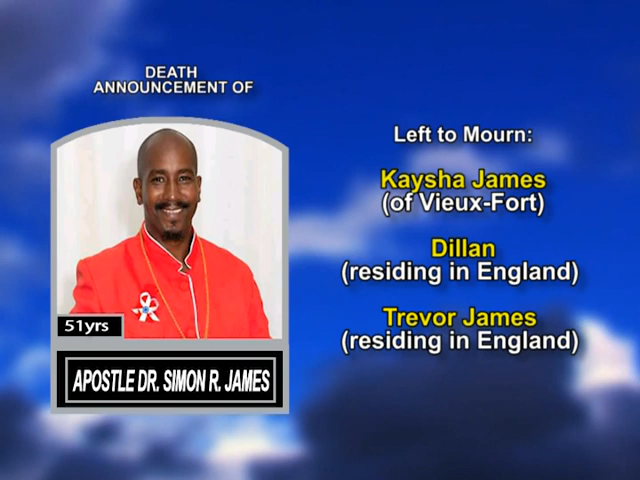 DEATH
ANNOUNCEMENT OF
51yrs
APOSTLE DR. SIMON R. JAMES
Left to Mourn:
Kaysha James
(of Vieux-Fort)
Dillan
(residing in England)
Trevor James
(residing in England)